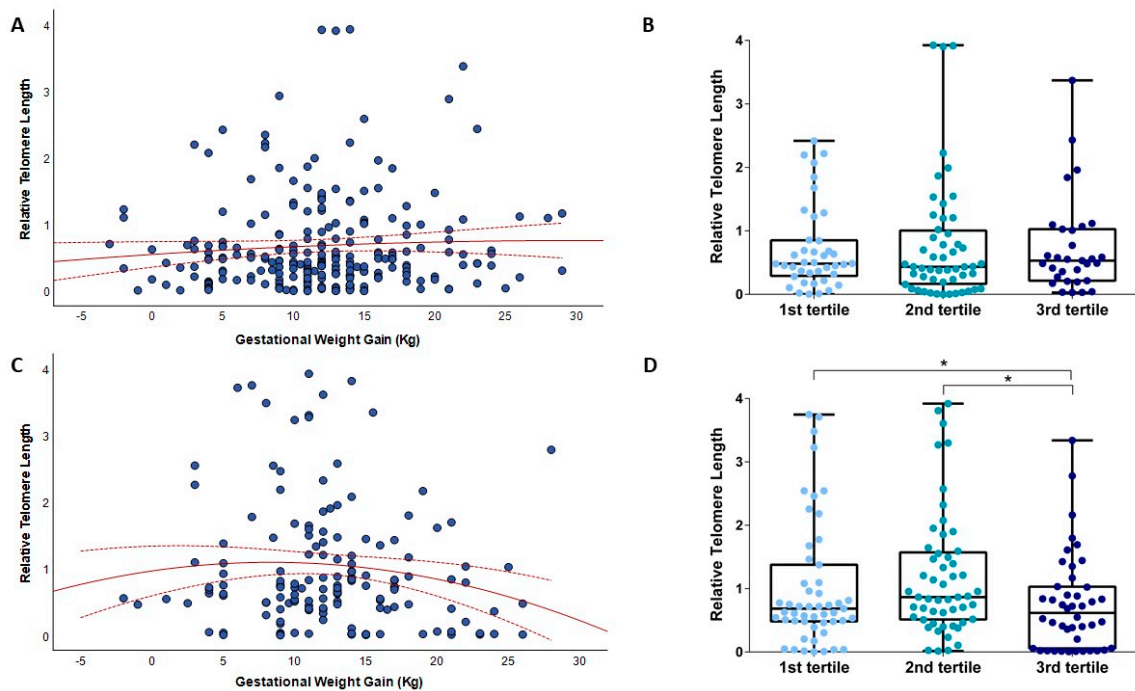 A
Relative Telomere Length
4
3
2
1
0
-5 0 5 10 15 20 25 30
Gestational Weight Gain (Kg)
B
Relative Telomere Length
4
3
2
1
0
1st tertile 2nd tertile 3rd tertile
C
Relative Telomere Length
4
3
2
1
0
-5 0 5 10 15 20 25 30
Gestational Weight Gain (Kg)
D
*
*
Relative Telomere Length
4
3
2
1
0
1st tertile 2nd tertile 3rd tertile